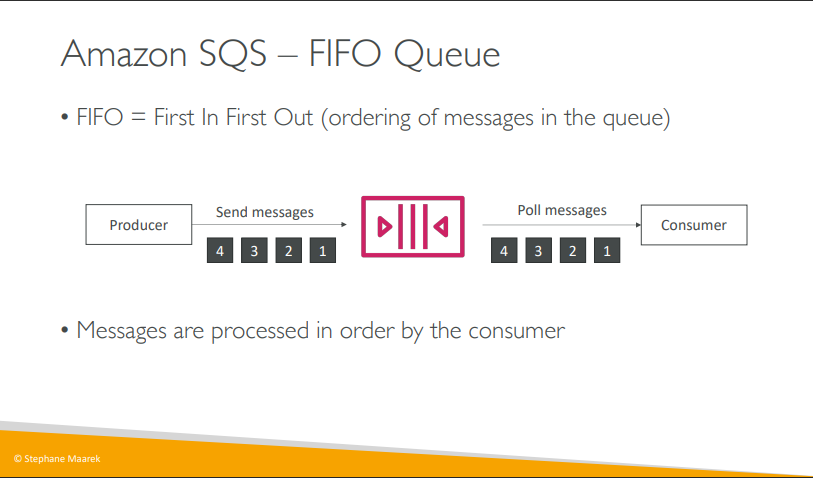 Amazon SQS – FIFO Queue
• FIFO = First In First Out (ordering of messages in the queue)
Producer
Send messages
4 3 2 1
Poll messages
4 3 2 1
Consumer
• Messages are processed in order by the consumer
© Stephane Maarek